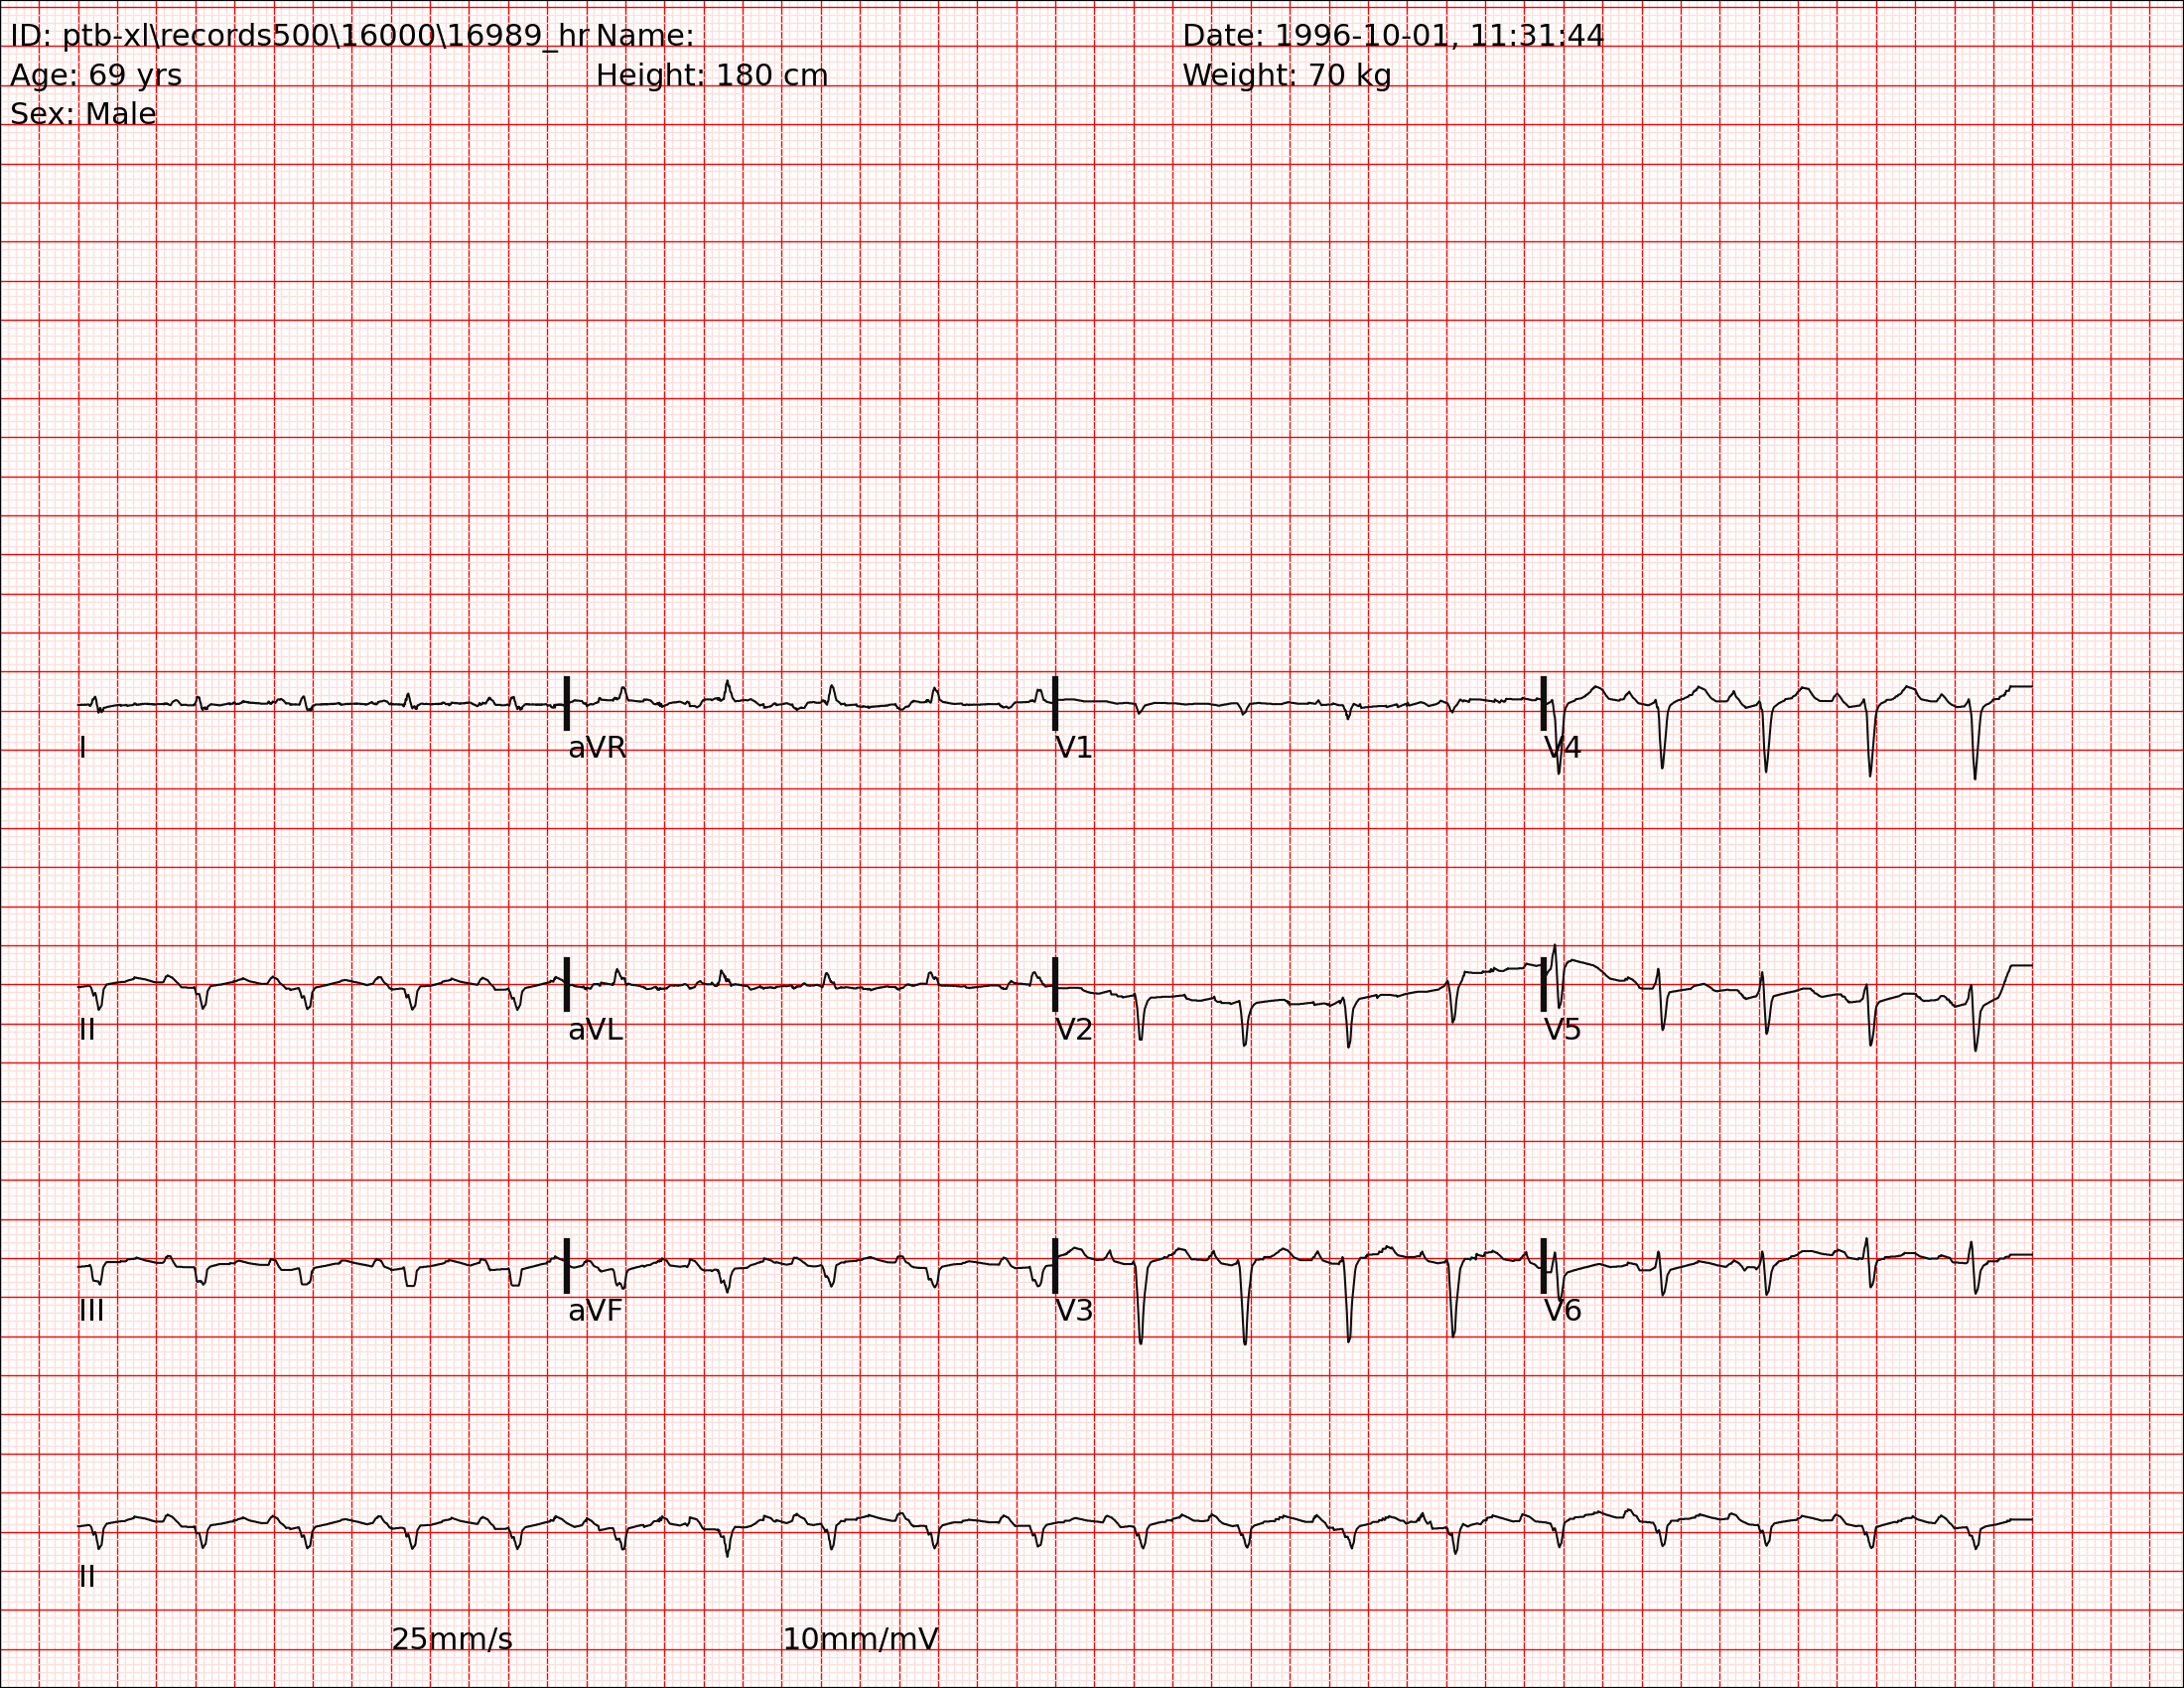 ID: ptb-xl\records500\16000\16989_hr Name: Date: 1996-10-01, 11:31:44
Age: 69 yrs Height: 180 cm Weight: 70 kg
Sex: Male
I aVR V1 V4
II aVL V2 V5
III aVF V3 V6
II
25mm/s 10mm/mV